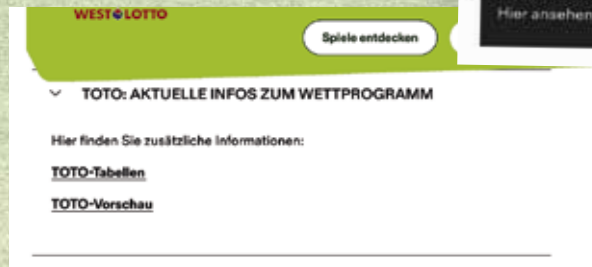 WESTLOTTO
Hier ansehen
Spiele entdecken
TOTO: AKTUELLE INFOS ZUM WETTPROGRAMM
Hier finden Sie zusätzliche Informationen:
TOTO-Tabellen
TOTO-Vorschau